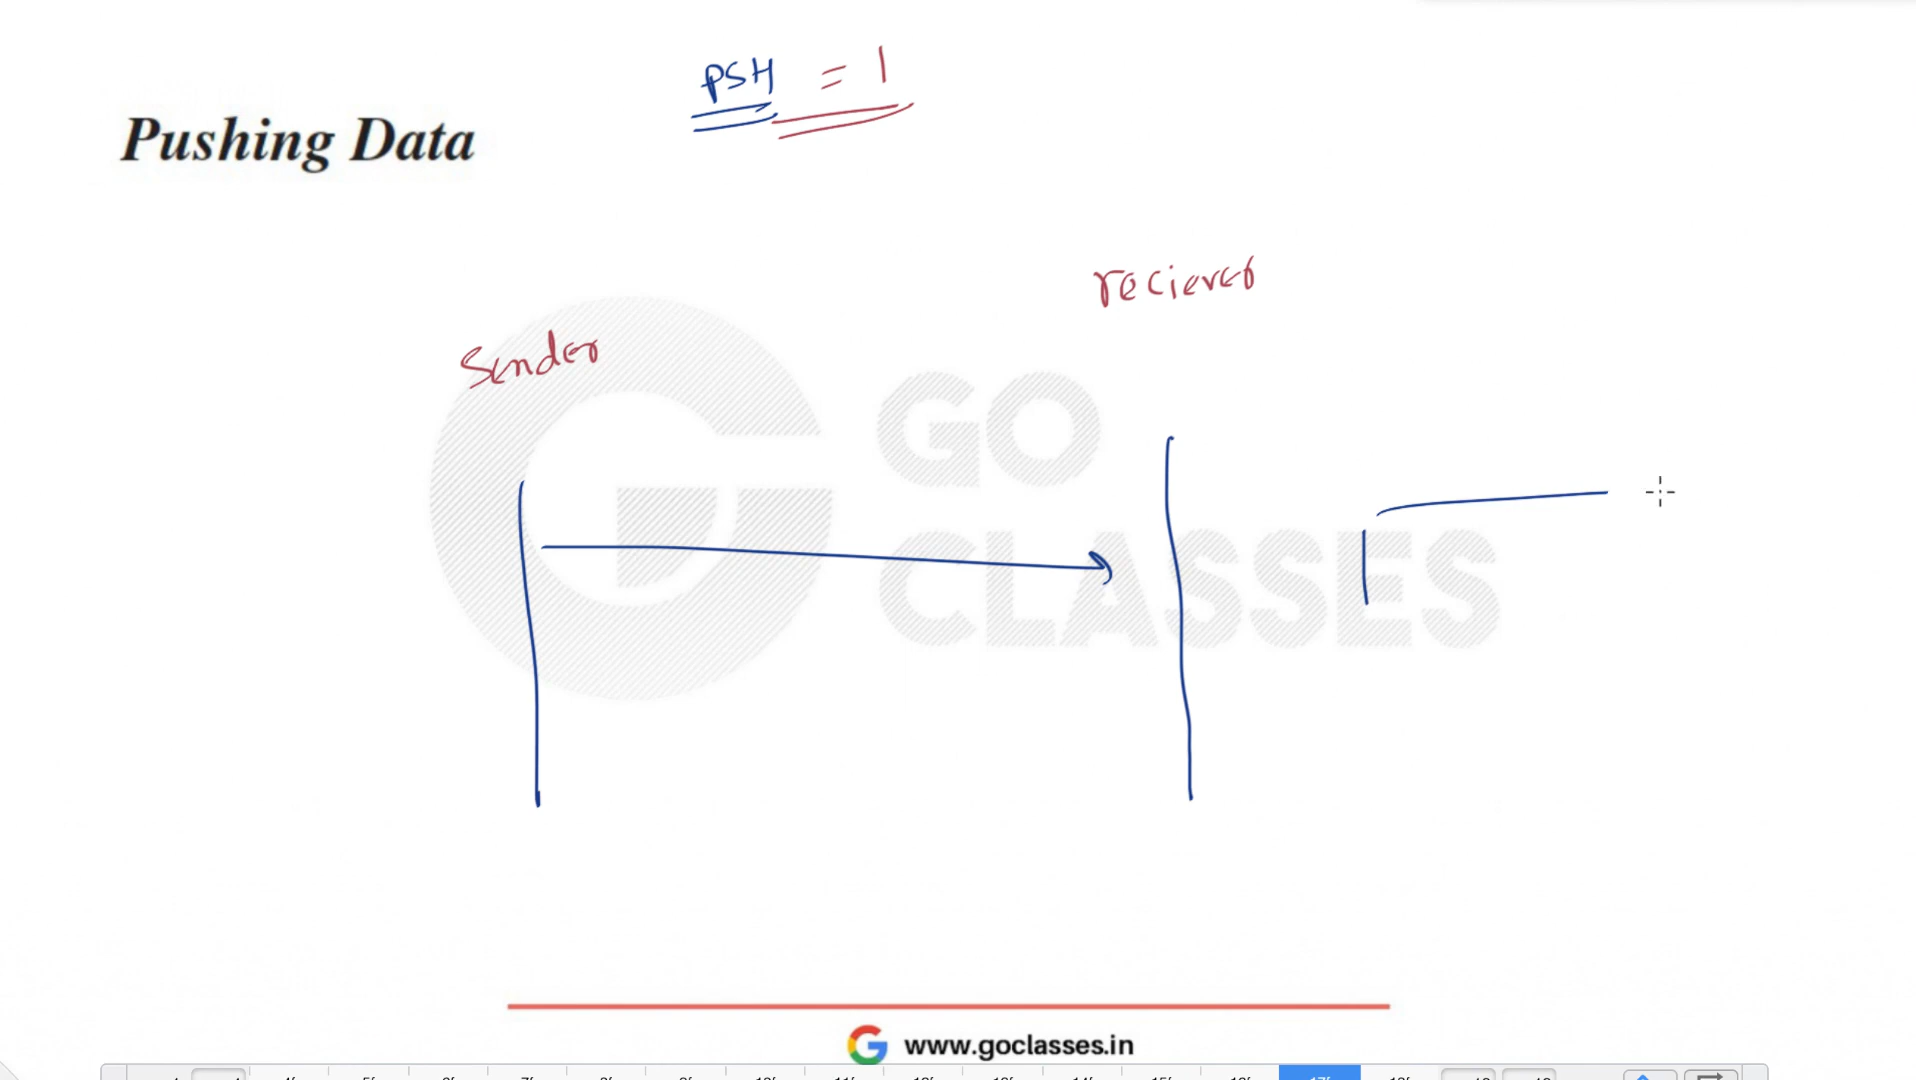 PSH = 1
Pushing Data
reciever
Sender
GO
CLASSES
www.goclasses.in